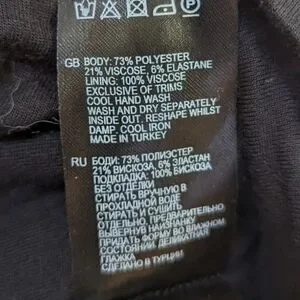 GB BODY: 73% POLYESTER
21% VISCOSE, 6% ELASTANE
LINING: 100% VISCOSE
EXCLUSIVE OF TRIMS
COOL HAND WASH
WASH AND DRY SEPARATELY
INSIDE OUT. RESHAPE WHILST
DAMP. COOL IRON
MADE IN TURKEY
RU БОДИ: 73% ПОЛИЭСТЕР
21% ВИСКОЗА, 6% ЭЛАСТАН
ПОДКЛАДКА: 100% ВИСКОЗА
БЕЗ ОТДЕЛКИ
СТИРАТЬ ВРУЧНУЮ В
ПРОХЛАДНОЙ ВОДЕ
СТИРАТЬ И СУШИТЬ
ОТДЕЛЬНО, ПРЕДВАРИТЕЛЬНО
ВЫВЕРНУВ НАИЗНАНКУ
ПРИДАТЬ ФОРМУ ВО ВЛАЖНОМ
СОСТОЯНИИ. ДЕЛИКАТНАЯ
ГЛАЖКА
СДЕЛАНО В ТУРЦИИ